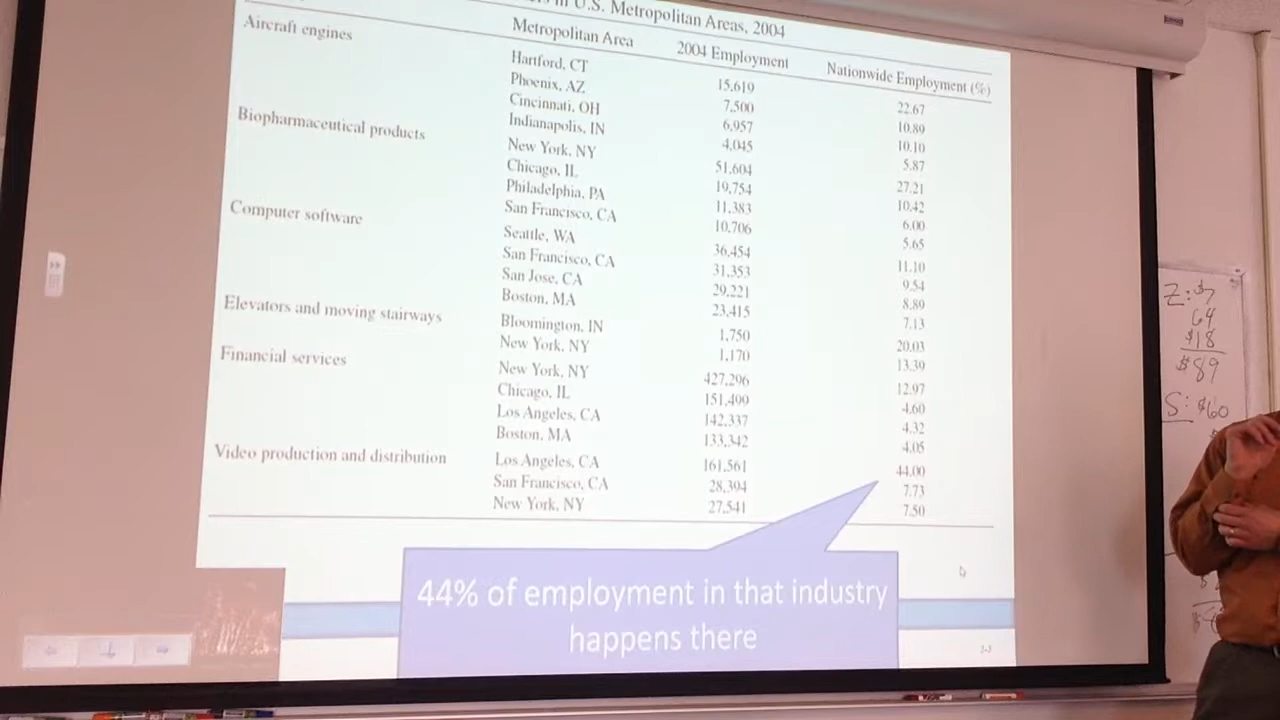 in U.S. Metropolitan Areas, 2004
Metropolitan Area 2004 Employment Nationwide Employment (%)
Aircraft engines Hartford, CT 15,619 22.67
Phoenix, AZ 7,500 10.89
Cincinnati, OH 6,957 10.10
Indianapolis, IN 4,045 5.87
Biopharmaceutical products New York, NY 51,604 27.21
Chicago, IL 19,754 10.42
Philadelphia, PA 11,383 6.00
San Francisco, CA 10,706 5.65
Computer software Seattle, WA 36,454 11.10
San Francisco, CA 31,353 9.54
San Jose, CA 29,221 8.89
Boston, MA 23,415 7.13
Elevators and moving stairways Bloomington, IN 1,750 20.03
New York, NY 1,170 13.39
Financial services New York, NY 427,296 12.97
Chicago, IL 151,499 4.60
Los Angeles, CA 142,337 4.32
Boston, MA 133,342 4.05
Video production and distribution Los Angeles, CA 161,561 44.00
San Francisco, CA 28,394 7.73
New York, NY 27,541 7.50
44% of employment in that industry
happens there
Z: $7
64
$18
$89
S: $60